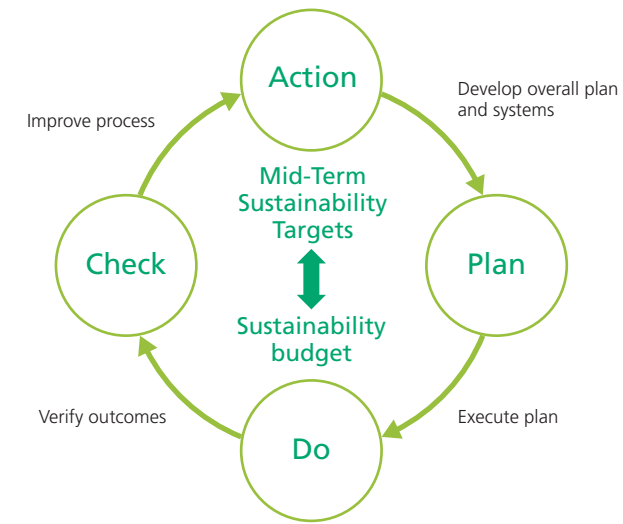 Action
Develop overall plan
and systems
Improve process
Mid-Term
Sustainability
Targets
Check
Plan
Sustainability
budget
Verify outcomes
Execute plan
Do